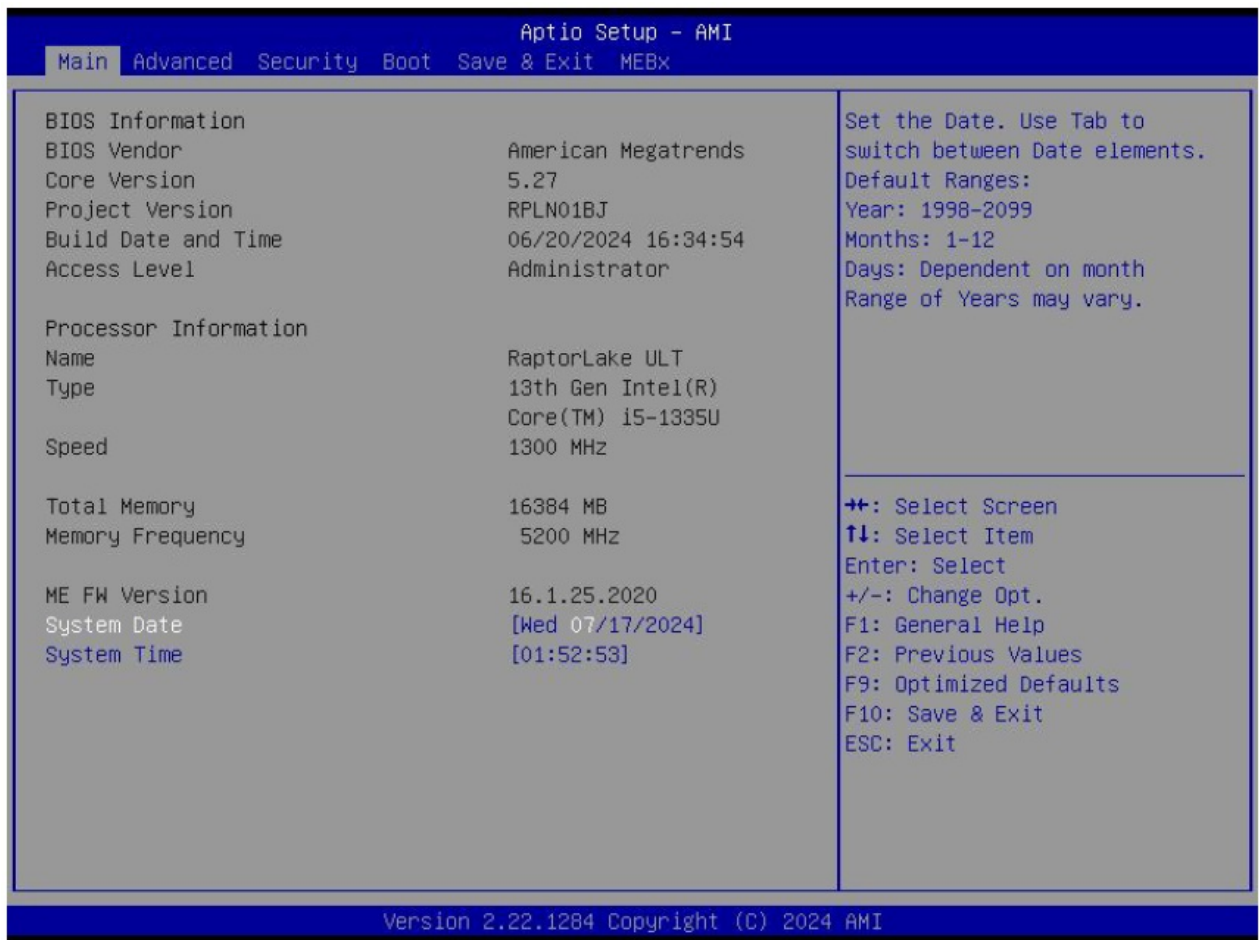 Aptio Setup - AMI
Main Advanced Security Boot Save & Exit MEBx
BIOS Information
BIOS Vendor American Megatrends
Core Version 5.27
Project Version RPLN01BJ
Build Date and Time 06/20/2024 16:34:54
Access Level Administrator
Processor Information
Name RaptorLake ULT
Type 13th Gen Intel(R)
Core(TM) i5-1335U
Speed 1300 MHz
Total Memory 16384 MB
Memory Frequency 5200 MHz
ME FW Version 16.1.25.2020
System Date [Wed 07/17/2024]
System Time [01:52:53]
Set the Date. Use Tab to
switch between Date elements.
Default Ranges:
Year: 1998-2099
Months: 1-12
Days: Dependent on month
Range of Years may vary.
→←: Select Screen
↑↓: Select Item
Enter: Select
+/-: Change Opt.
F1: General Help
F2: Previous Values
F9: Optimized Defaults
F10: Save & Exit
ESC: Exit
Version 2.22.1284 Copyright (C) 2024 AMI